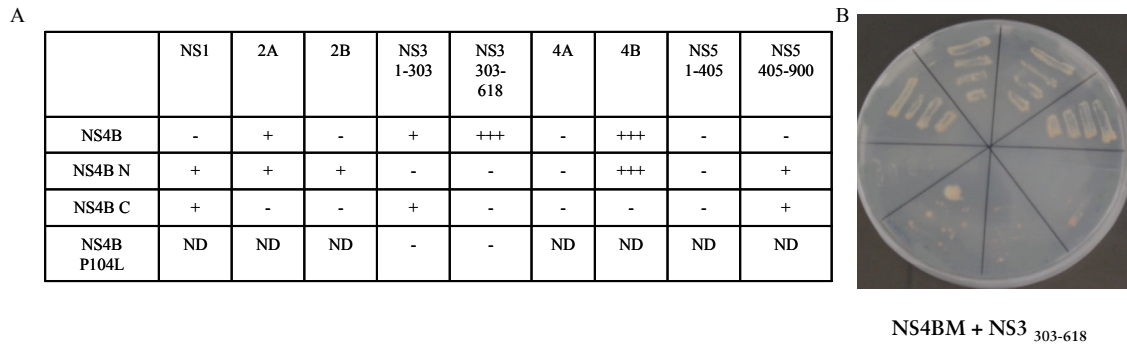 A
B
NS1 2A 2B NS3 1-303 NS3 303-618 4A 4B NS5 1-405 NS5 405-900
NS4B - + - + +++ - +++ - -
NS4B N + + + - - - +++ - +
NS4B C + - - + - - - - +
NS4B P104L ND ND ND - - ND ND ND ND
NS4BM + NS3 303-618